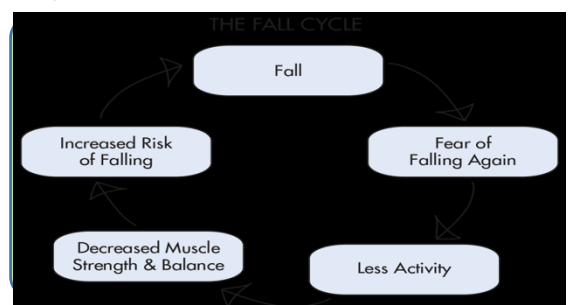 THE FALL CYCLE
Fall
Fear of
Falling Again
Less Activity
Decreased Muscle
Strength & Balance
Increased Risk
of Falling